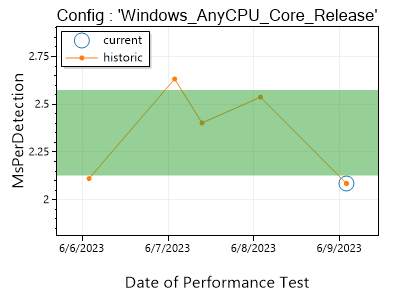 Config : 'Windows_AnyCPU_Core_Release'
current
historic
2.75
2.5
2.25
2
MsPerDetection
6/6/2023 6/7/2023 6/8/2023 6/9/2023
Date of Performance Test